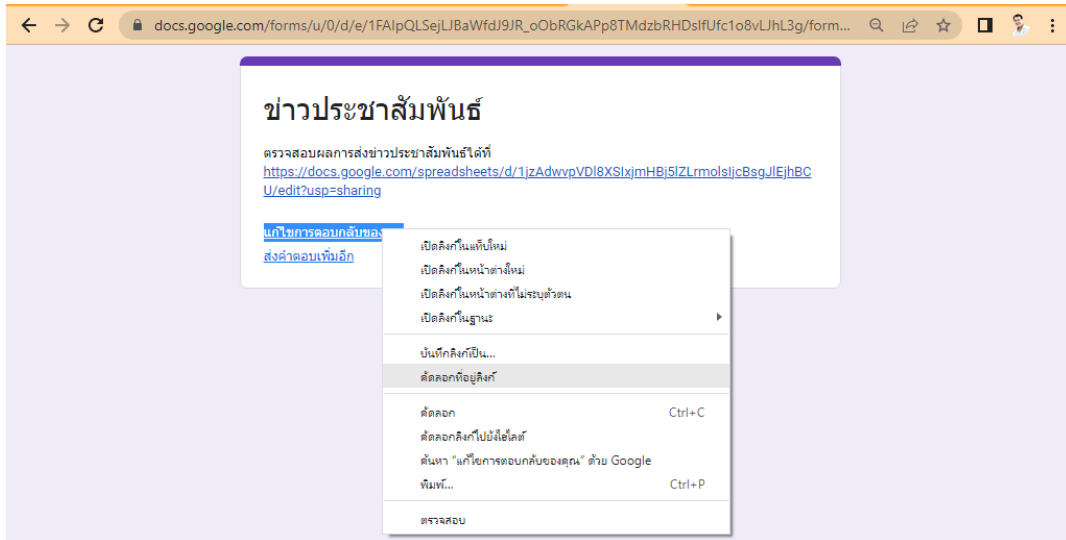 docs.google.com/forms/u/0/d/e/1FAIpQLSejLJBaWfdJ9JR_oObRGkAPp8TMdzbRHDsIfUfc1o8vLJhL3g/form...
ข่าวประชาสัมพันธ์
ตรวจสอบผลการส่งข่าวประชาสัมพันธ์ได้ที่
https://docs.google.com/spreadsheets/d/1jzAdwvpVDl8XSIxjmHBj5lZLrmolsIjcBsgJlEjhBC
U/edit?usp=sharing
แก้ไขการตอบกลับของ
ส่งคำตอบเพิ่มอีก
เปิดลิงก์ในแท็บใหม่
เปิดลิงก์ในหน้าต่างใหม่
เปิดลิงก์ในหน้าต่างที่ไม่ระบุตัวตน
เปิดลิงก์ในฐานะ
บันทึกลิงก์เป็น...
คัดลอกที่อยู่ลิงก์
คัดลอก Ctrl+C
คัดลอกลิงก์ไปยังไฮไลต์
ค้นหา "แก้ไขการตอบกลับของคุณ" ด้วย Google
พิมพ์... Ctrl+P
ตรวจสอบ